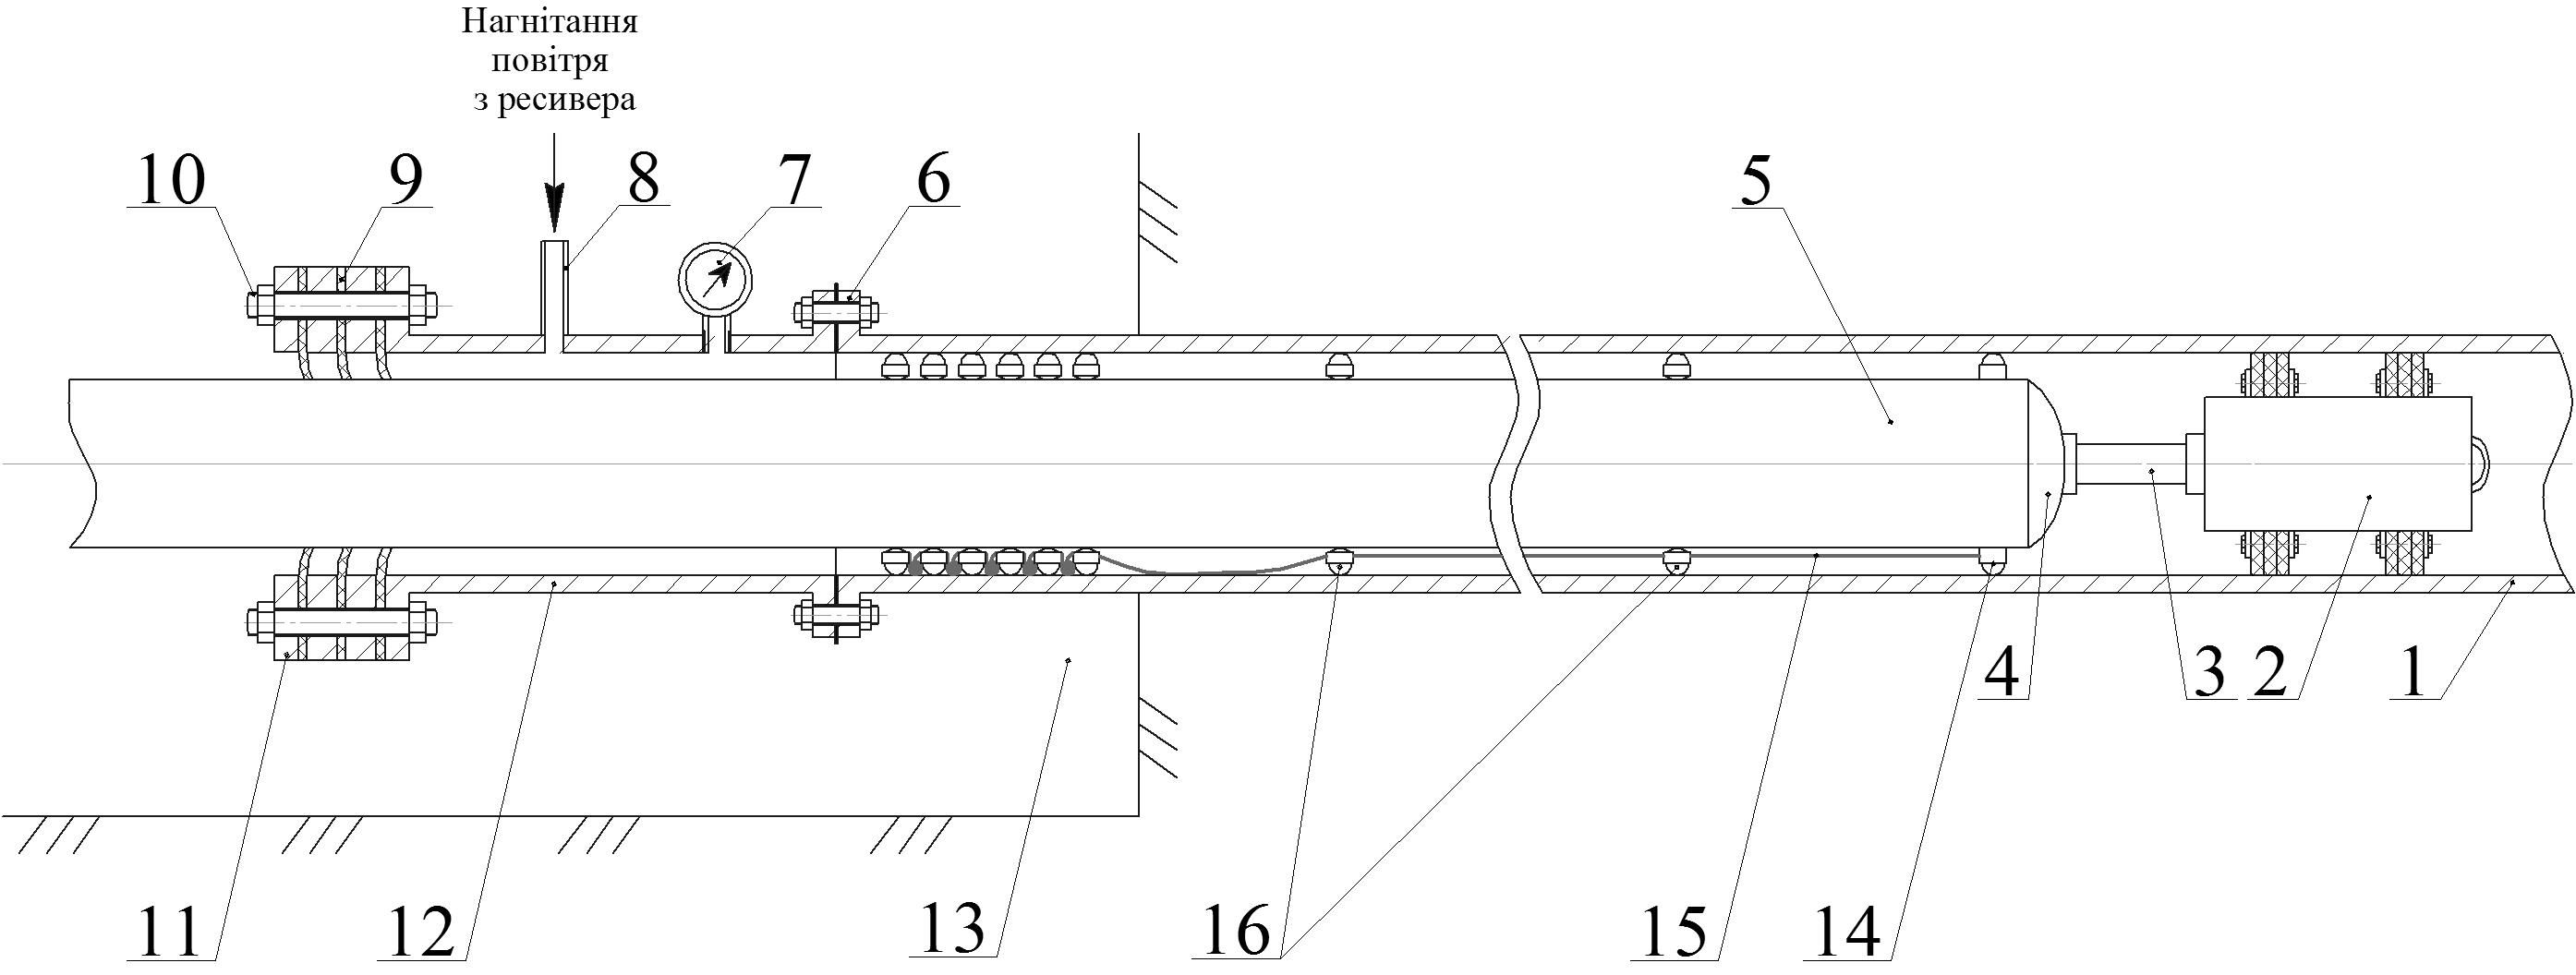 Нагнітання
повітря
з ресивера
10 9 8 7 6 5
4 3 2 1
11 12 13 16 15 14